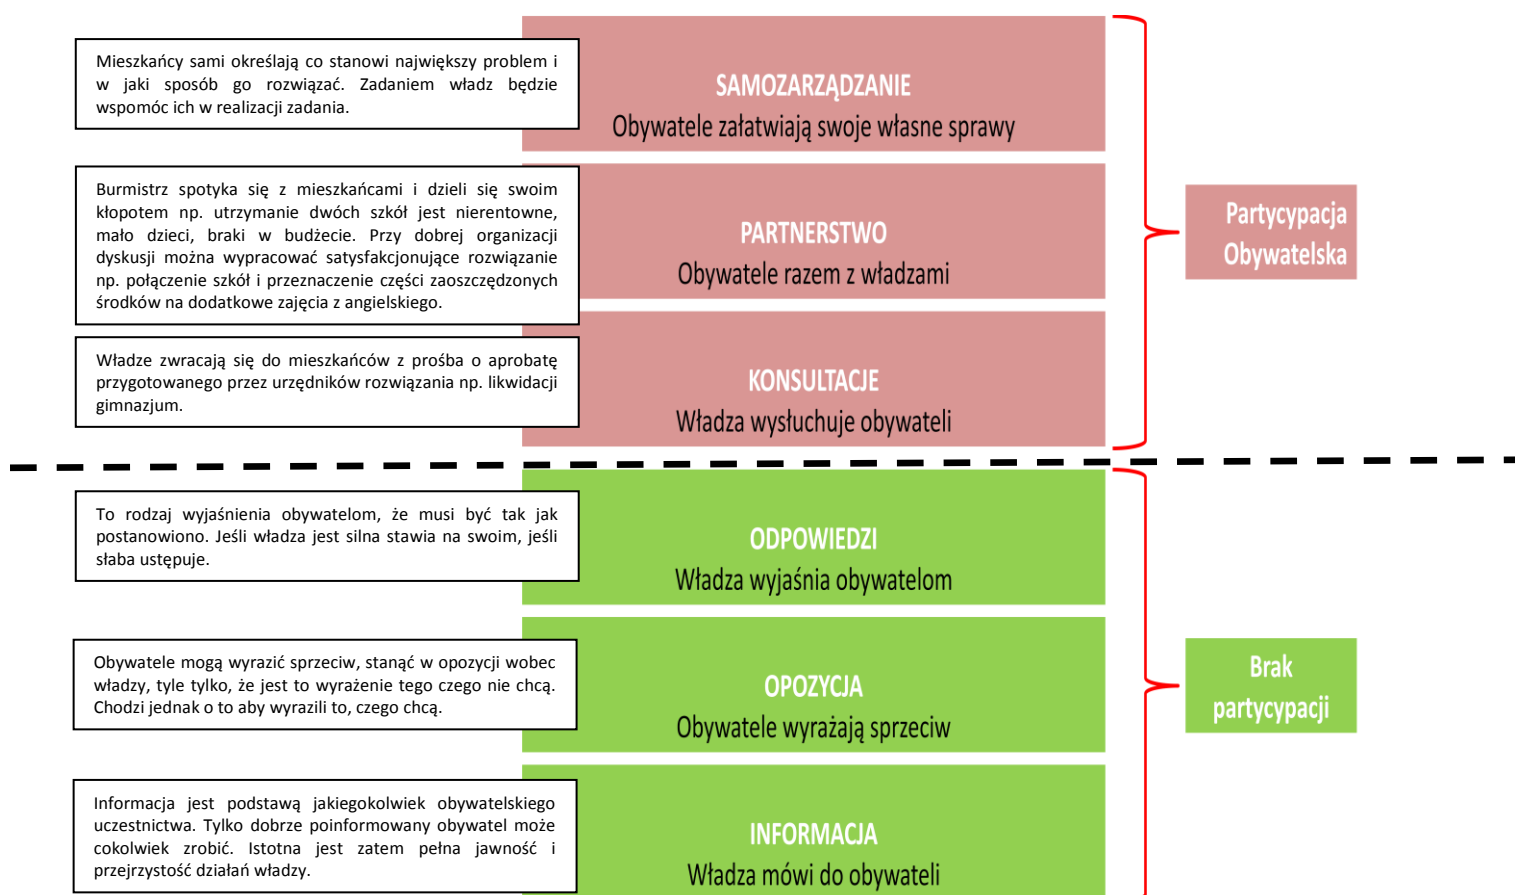 Mieszkańcy sami określają co stanowi największy problem i
w jaki sposób go rozwiązać. Zadaniem władz będzie
wspomóc ich w realizacji zadania.
SAMOZARZĄDZANIE
Obywatele załatwiają swoje własne sprawy
Burmistrz spotyka się z mieszkańcami i dzieli się swoim
kłopotem np. utrzymanie dwóch szkół jest nierentowne,
mało dzieci, braki w budżecie. Przy dobrej organizacji
dyskusji można wypracować satysfakcjonujące rozwiązanie
np. połączenie szkół i przeznaczenie części zaoszczędzonych
środków na dodatkowe zajęcia z angielskiego.
PARTNERSTWO
Obywatele razem z władzami
Partycypacja
Obywatelska
Władze zwracają się do mieszkańców z prośba o aprobatę
przygotowanego przez urzędników rozwiązania np. likwidacji
gimnazjum.
KONSULTACJE
Władza wysłuchuje obywateli
To rodzaj wyjaśnienia obywatelom, że musi być tak jak
postanowiono. Jeśli władza jest silna stawia na swoim, jeśli
słaba ustępuje.
ODPOWIEDZI
Władza wyjaśnia obywatelom
Obywatele mogą wyrazić sprzeciw, stanąć w opozycji wobec
władzy, tyle tylko, że jest to wyrażenie tego czego nie chcą.
Chodzi jednak o to aby wyrazili to, czego chcą.
OPOZYCJA
Obywatele wyrażają sprzeciw
Brak
partycypacji
Informacja jest podstawą jakiegokolwiek obywatelskiego
uczestnictwa. Tylko dobrze poinformowany obywatel może
cokolwiek zrobić. Istotna jest zatem pełna jawność i
przejrzystość działań władzy.
INFORMACJA
Władza mówi do obywateli